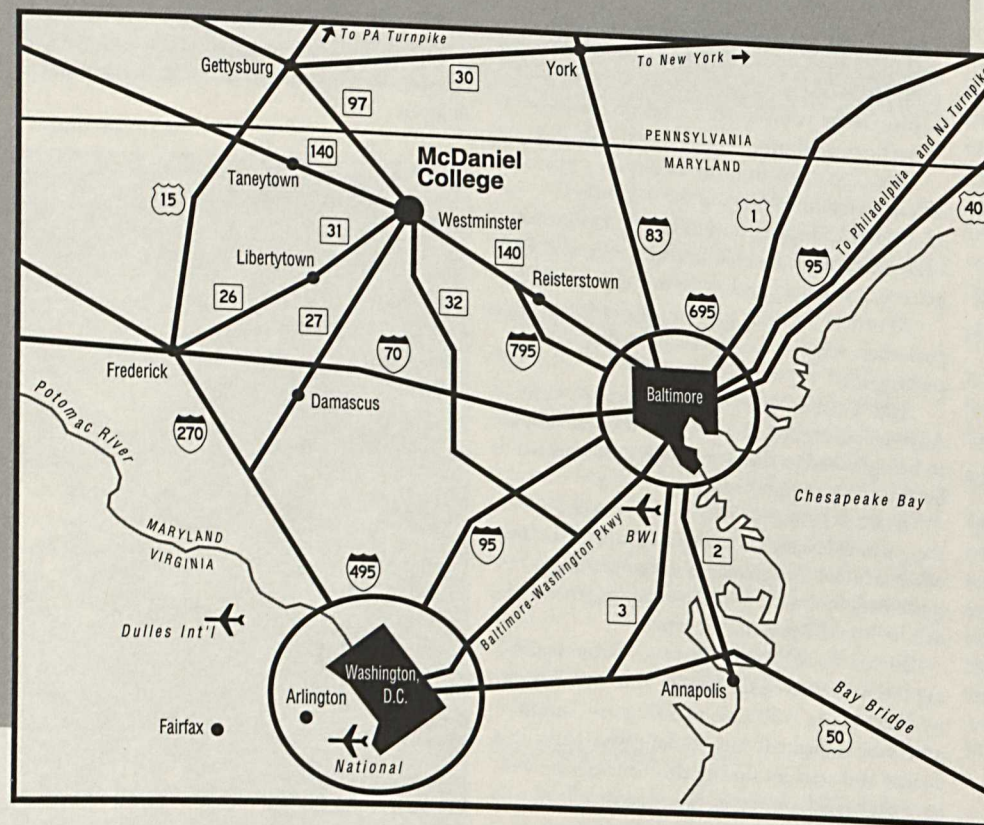 To PA Turnpike
Gettysburg
30
York
To New York
97
PENNSYLVANIA
MARYLAND
and NJ Turnpike
To Philadelphia
140
Taneytown
McDaniel
College
Westminster
15
31
1
40
83
95
Libertytown
140
Reisterstown
26
27
32
695
70
795
Frederick
Baltimore
Damascus
Potomac River
270
Chesapeake Bay
MARYLAND
VIRGINIA
95
BWI
2
495
Baltimore-Washington Pkwy
3
Dulles Int'l
Washington,
D.C.
Arlington
Annapolis
Fairfax
National
Bay Bridge
50